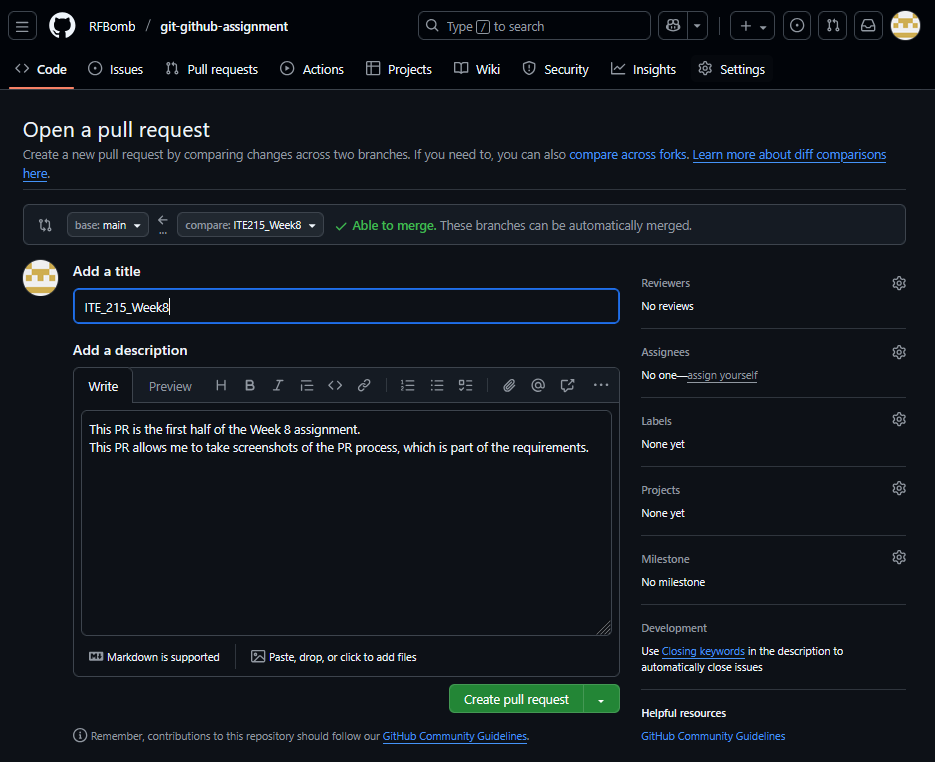 RFBomb / git-github-assignment
Type / to search
Code
Issues
Pull requests
Actions
Projects
Wiki
Security
Insights
Settings
Open a pull request
Create a new pull request by comparing changes across two branches. If you need to, you can also compare across forks. Learn more about diff comparisons
here.
base: main
...
compare: ITE215_Week8
Able to merge. These branches can be automatically merged.
Add a title
ITE_215_Week8
Add a description
Write
Preview
H B I
This PR is the first half of the Week 8 assignment.
This PR allows me to take screenshots of the PR process, which is part of the requirements.
Markdown is supported
Paste, drop, or click to add files
Create pull request
Remember, contributions to this repository should follow our GitHub Community Guidelines.
Reviewers
No reviews
Assignees
No one—assign yourself
Labels
None yet
Projects
None yet
Milestone
No milestone
Development
Use Closing keywords in the description to
automatically close issues
Helpful resources
GitHub Community Guidelines